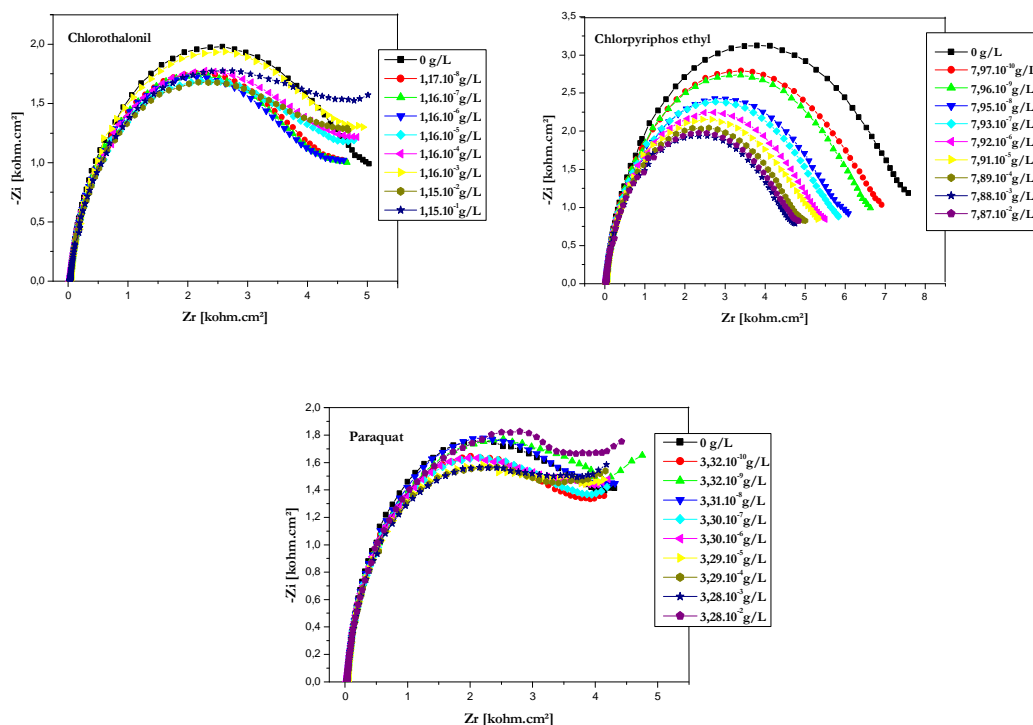 Chlorothalonil
-Zi [kohm.cm²]
2,0
1,5
1,0
0,5
0,0
0 1 2 3 4 5
Zr [kohm.cm²]
0 g/L
1,17.10⁻⁸g/L
1,16.10⁻⁷g/L
1,16.10⁻⁶g/L
1,16.10⁻⁵g/L
1,16.10⁻⁴g/L
1,16.10⁻³g/L
1,15.10⁻²g/L
1,15.10⁻¹g/L
Chlorpyriphos ethyl
-Zi [kohm.cm²]
3,5
3,0
2,5
2,0
1,5
1,0
0,5
0,0
0 1 2 3 4 5 6 7 8
Zr [kohm.cm²]
0 g/L
7,97.10⁻¹⁰g/L
7,96.10⁻⁹g/L
7,95.10⁻⁸g/L
7,93.10⁻⁷g/L
7,92.10⁻⁶g/L
7,91.10⁻⁵g/L
7,89.10⁻⁴g/L
7,88.10⁻³g/L
7,87.10⁻²g/L
Paraquat
-Zi [kohm.cm²]
2,0
1,8
1,6
1,4
1,2
1,0
0,8
0,6
0,4
0,2
0,0
0 1 2 3 4 5
Zr [kohm.cm²]
0 g/L
3,32.10⁻¹⁰g/L
3,32.10⁻⁹g/L
3,31.10⁻⁸g/L
3,30.10⁻⁷g/L
3,30.10⁻⁶g/L
3,29.10⁻⁵g/L
3,29.10⁻⁴g/L
3,28.10⁻³g/L
3,28.10⁻²g/L